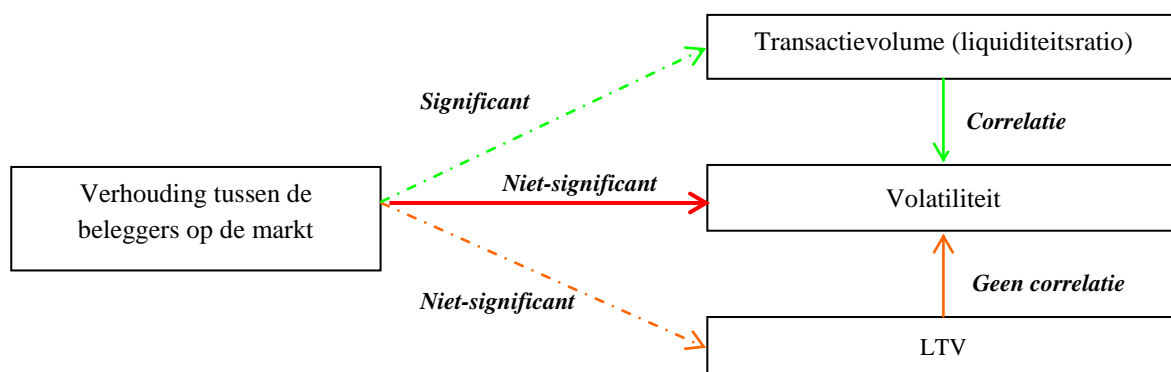 Transactievolume (liquiditeitsratio)
Significant
Correlatie
Verhouding tussen de
beleggers op de markt
Niet-significant
Volatiliteit
Niet-significant
Geen correlatie
LTV